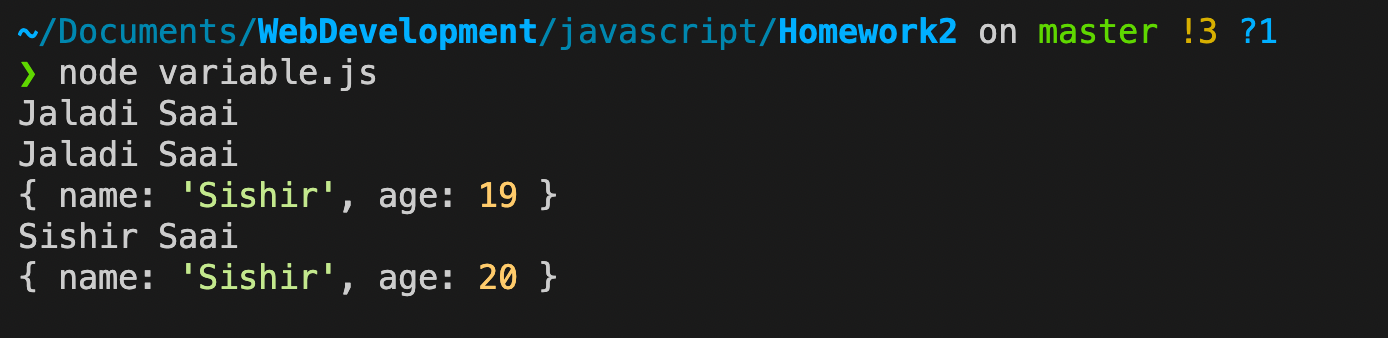 ~/Documents/WebDevelopment/javascript/Homework2 on master !3 ?1
❯ node variable.js
Jaladi Saai
Jaladi Saai
{ name: 'Sishir', age: 19 }
Sishir Saai
{ name: 'Sishir', age: 20 }